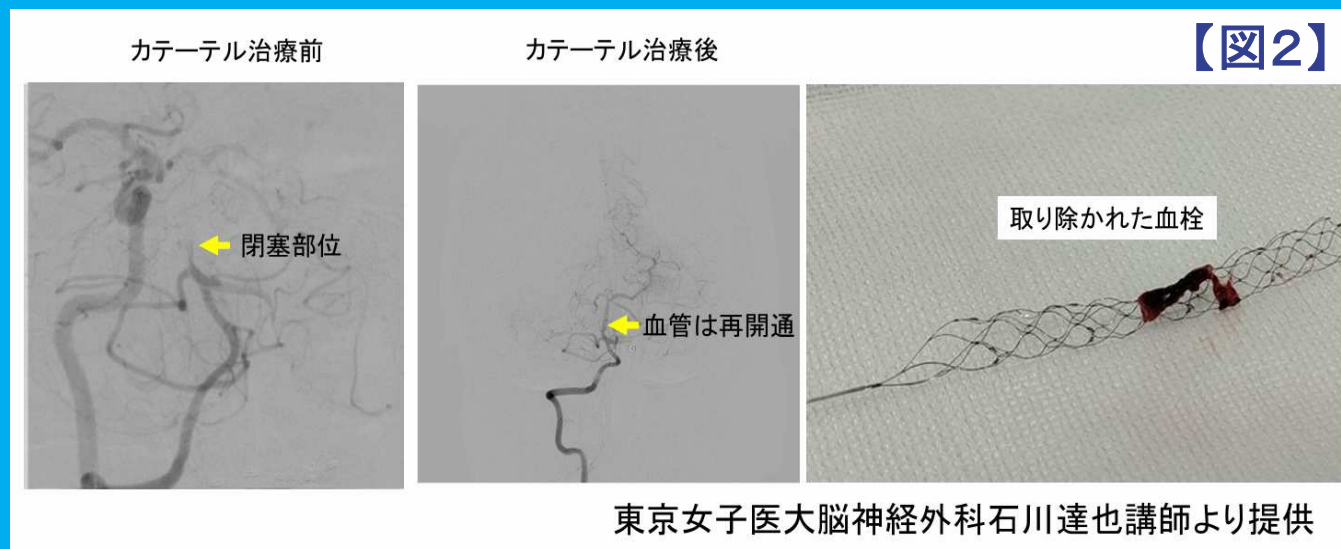 カテーテル治療前
カテーテル治療後
【図2】
閉塞部位
血管は再開通
取り除かれた血栓
東京女子医大脳神経外科石川達也講師より提供